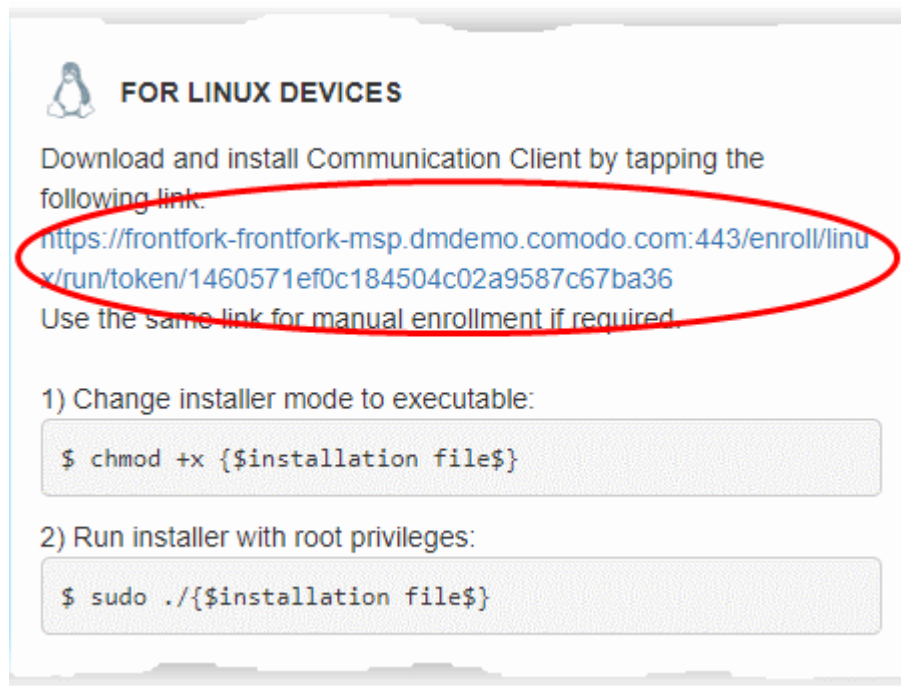 FOR LINUX DEVICES
Download and install Communication Client by tapping the
following link:
https://frontfork-frontfork-msp.dmdemo.comodo.com:443/enroll/linu
x/run/token/1460571ef0c184504c02a9587c67ba36
Use the same link for manual enrollment if required.
1) Change installer mode to executable:
$ chmod +x {$installation file$}
2) Run installer with root privileges:
$ sudo ./{$installation file$}